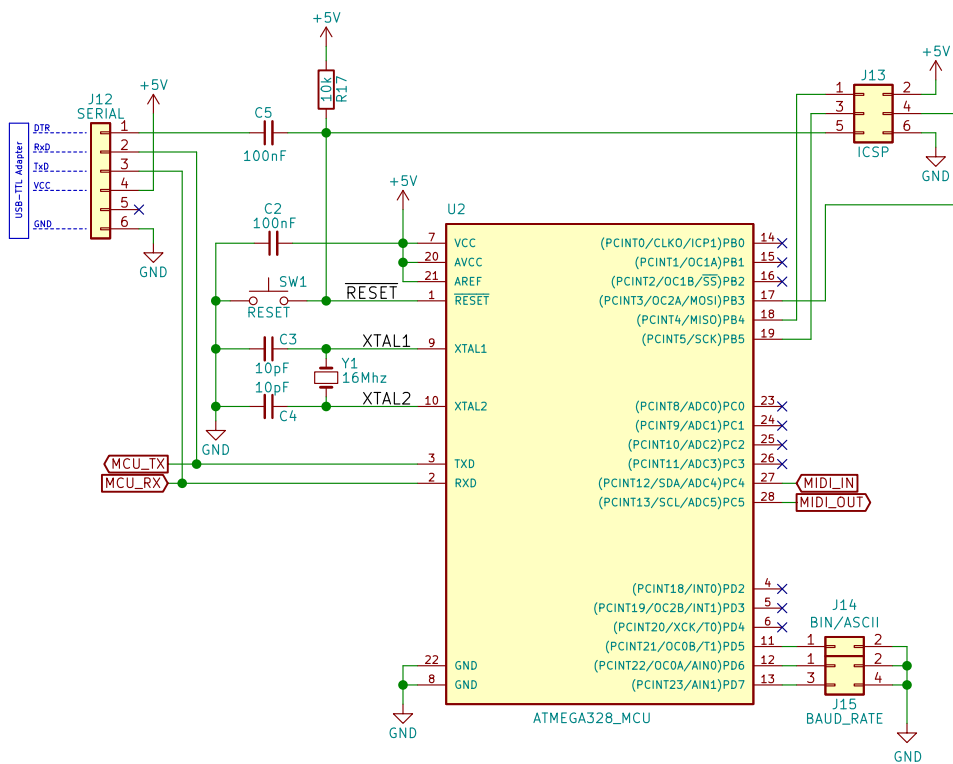 +5V
+5V
10k
R17
J13
1 2
3 4
5 6
ICSP
GND
J12
SERIAL
+5V
USB-TTL Adapter
DTR 1
RxD 2
TxD 3
VCC 4
5
GND 6
GND
C5
100nF
+5V
C2
100nF
SW1
RESET
RESET
C3
10pF
XTAL1
Y1
16Mhz
10pF
C4
XTAL2
GND
MCU_TX
MCU_RX
U2
7 VCC (PCINT0/CLKO/ICP1)PB0 14
20 AVCC (PCINT1/OC1A)PB1 15
21 AREF (PCINT2/OC1B/SS)PB2 16
1 RESET (PCINT3/OC2A/MOSI)PB3 17
(PCINT4/MISO)PB4 18
(PCINT5/SCK)PB5 19
9 XTAL1
10 XTAL2 (PCINT8/ADC0)PC0 23
(PCINT9/ADC1)PC1 24
(PCINT10/ADC2)PC2 25
3 TXD (PCINT11/ADC3)PC3 26
2 RXD (PCINT12/SDA/ADC4)PC4 27 MIDI_IN
(PCINT13/SCL/ADC5)PC5 28 MIDI_OUT
(PCINT18/INT0)PD2 4
(PCINT19/OC2B/INT1)PD3 5
(PCINT20/XCK/T0)PD4 6
(PCINT21/OC0B/T1)PD5 11
22 GND (PCINT22/OC0A/AIN0)PD6 12
8 GND (PCINT23/AIN1)PD7 13
ATMEGA328_MCU
GND
J14
BIN/ASCII
1 2
1 2
3 4
J15
BAUD_RATE
GND